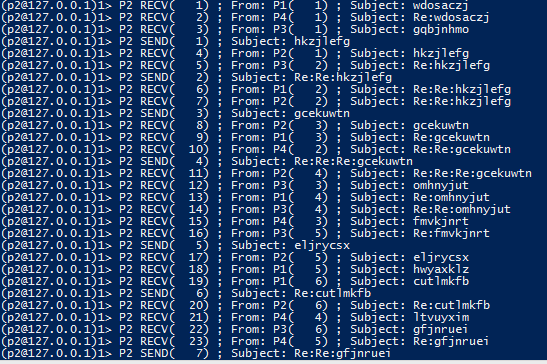 (p2@127.0.0.1)1> P2 RECV(   1) ; From: P1(   1) ; Subject: wdosaczj
(p2@127.0.0.1)1> P2 RECV(   2) ; From: P4(   1) ; Subject: Re:wdosaczj
(p2@127.0.0.1)1> P2 RECV(   3) ; From: P3(   1) ; Subject: gqbjnhmo
(p2@127.0.0.1)1> P2 SEND(   1) ; Subject: hkzjlefg
(p2@127.0.0.1)1> P2 RECV(   4) ; From: P2(   1) ; Subject: hkzjlefg
(p2@127.0.0.1)1> P2 RECV(   5) ; From: P3(   2) ; Subject: Re:hkzjlefg
(p2@127.0.0.1)1> P2 SEND(   2) ; Subject: Re:Re:hkzjlefg
(p2@127.0.0.1)1> P2 RECV(   6) ; From: P1(   2) ; Subject: Re:Re:hkzjlefg
(p2@127.0.0.1)1> P2 RECV(   7) ; From: P2(   2) ; Subject: Re:Re:hkzjlefg
(p2@127.0.0.1)1> P2 SEND(   3) ; Subject: gcekuwtn
(p2@127.0.0.1)1> P2 RECV(   8) ; From: P2(   3) ; Subject: gcekuwtn
(p2@127.0.0.1)1> P2 RECV(   9) ; From: P1(   3) ; Subject: Re:gcekuwtn
(p2@127.0.0.1)1> P2 RECV(  10) ; From: P4(   2) ; Subject: Re:Re:gcekuwtn
(p2@127.0.0.1)1> P2 SEND(   4) ; Subject: Re:Re:Re:gcekuwtn
(p2@127.0.0.1)1> P2 RECV(  11) ; From: P2(   4) ; Subject: Re:Re:Re:gcekuwtn
(p2@127.0.0.1)1> P2 RECV(  12) ; From: P3(   3) ; Subject: omhnyjut
(p2@127.0.0.1)1> P2 RECV(  13) ; From: P1(   4) ; Subject: Re:omhnyjut
(p2@127.0.0.1)1> P2 RECV(  14) ; From: P3(   4) ; Subject: Re:Re:omhnyjut
(p2@127.0.0.1)1> P2 RECV(  15) ; From: P4(   3) ; Subject: fmvkjnrt
(p2@127.0.0.1)1> P2 RECV(  16) ; From: P3(   5) ; Subject: Re:fmvkjnrt
(p2@127.0.0.1)1> P2 SEND(   5) ; Subject: eljrycsx
(p2@127.0.0.1)1> P2 RECV(  17) ; From: P2(   5) ; Subject: eljrycsx
(p2@127.0.0.1)1> P2 RECV(  18) ; From: P1(   5) ; Subject: hwyaxklz
(p2@127.0.0.1)1> P2 RECV(  19) ; From: P1(   6) ; Subject: cutlmkfb
(p2@127.0.0.1)1> P2 SEND(   6) ; Subject: Re:cutlmkfb
(p2@127.0.0.1)1> P2 RECV(  20) ; From: P2(   6) ; Subject: Re:cutlmkfb
(p2@127.0.0.1)1> P2 RECV(  21) ; From: P4(   4) ; Subject: ltvuyxim
(p2@127.0.0.1)1> P2 RECV(  22) ; From: P3(   6) ; Subject: gfjnruei
(p2@127.0.0.1)1> P2 RECV(  23) ; From: P4(   5) ; Subject: Re:gfjnruei
(p2@127.0.0.1)1> P2 SEND(   7) ; Subject: Re:Re:gfjnruei